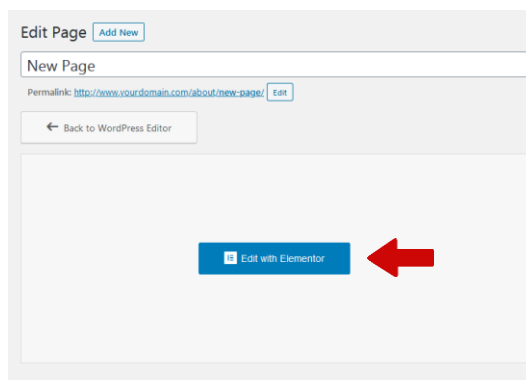 Edit Page Add New
New Page
Permalink: http://www.yourdomain.com/about/new-page/ Edit
← Back to WordPress Editor
Edit with Elementor